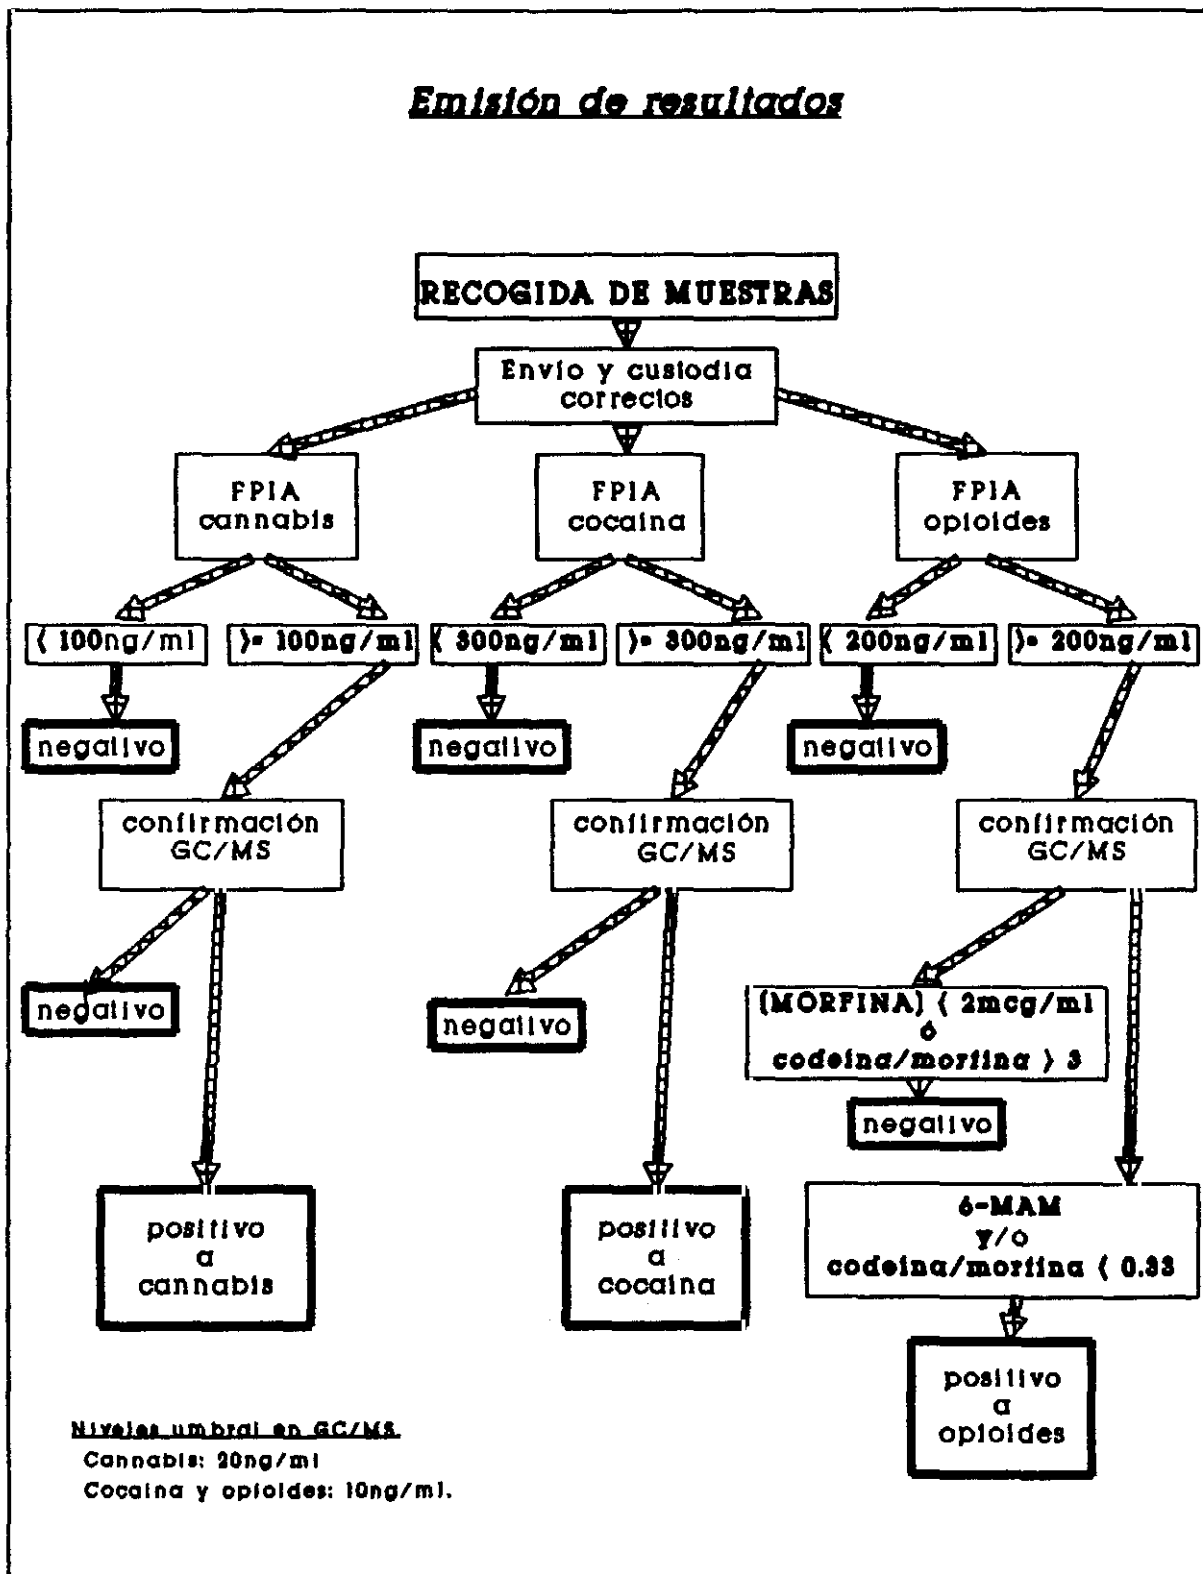 Emisión de resultados
RECOGIDA DE MUESTRAS
Envío y custodia
correctos
FPIA
cannabis
FPIA
cocaina
FPIA
opioides
< 100ng/ml
>= 100ng/ml
< 300ng/ml
>= 300ng/ml
< 200ng/ml
>= 200ng/ml
negativo
negativo
negativo
confirmación
GC/MS
confirmación
GC/MS
confirmación
GC/MS
negativo
negativo
(MORFINA) < 2mcg/ml
ó
codeina/morfina > 3
negativo
positivo
a
cannabis
positivo
a
cocaina
6-MAM
y/o
codeina/morfina < 0.33
positivo
a
opioides
Niveles umbral en GC/MS
Cannabis: 20ng/ml
Cocaina y opioides: 10ng/ml.